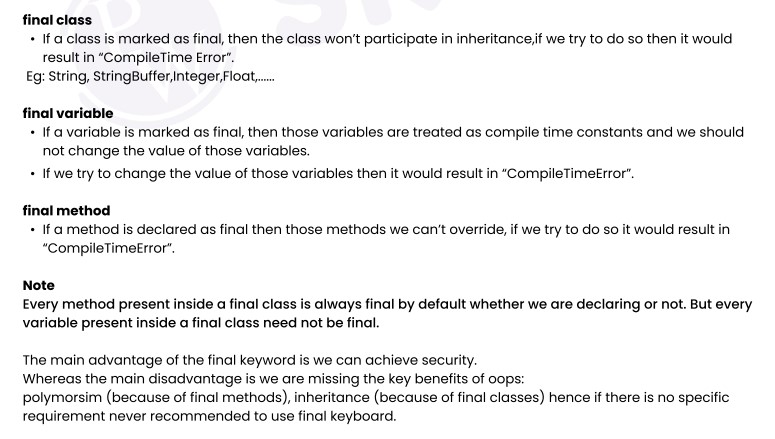 final class
• If a class is marked as final, then the class won't participate in inheritance,if we try to do so then it would
result in “CompileTime Error”.
Eg: String, StringBuffer,Integer,Float,......
final variable
• If a variable is marked as final, then those variables are treated as compile time constants and we should
not change the value of those variables.
• If we try to change the value of those variables then it would result in “CompileTimeError”.
final method
• If a method is declared as final then those methods we can't override, if we try to do so it would result in
“CompileTimeError”.
Note
Every method present inside a final class is always final by default whether we are declaring or not. But every
variable present inside a final class need not be final.
The main advantage of the final keyword is we can achieve security.
Whereas the main disadvantage is we are missing the key benefits of oops:
polymorsim (because of final methods), inheritance (because of final classes) hence if there is no specific
requirement never recommended to use final keyboard.